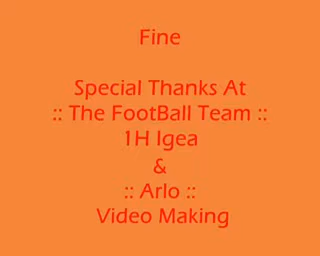 Fine
Special Thanks At
:: The FootBall Team ::
1H Igea
&
:: Arlo ::
Video Making